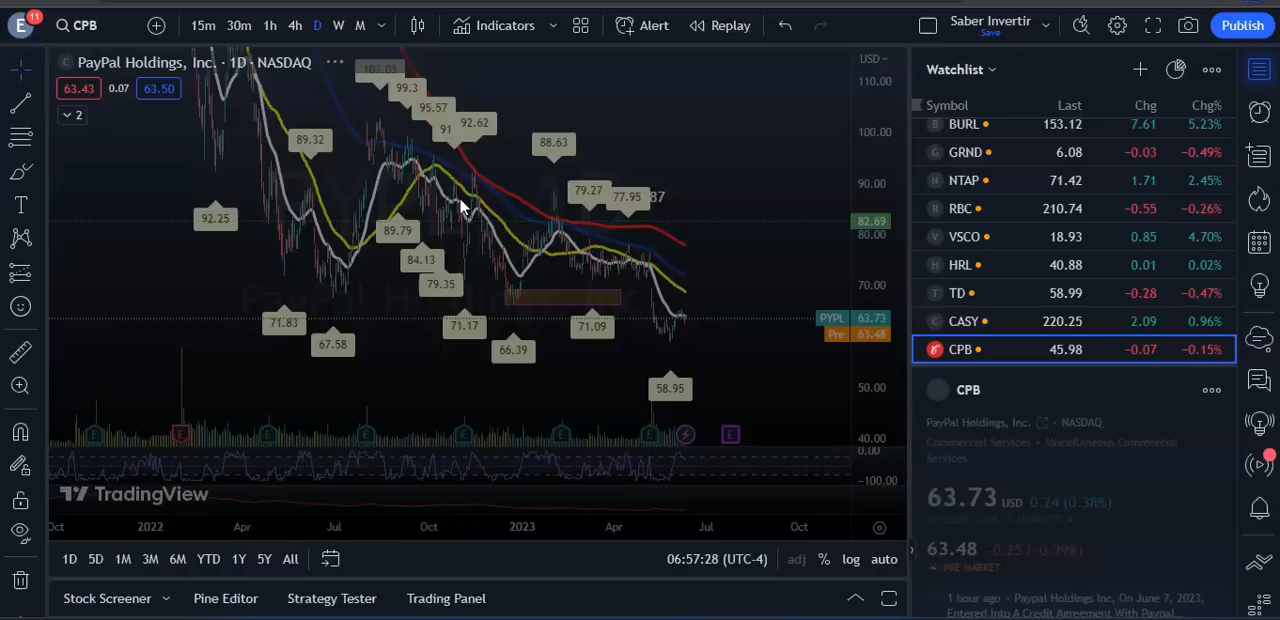 E 11 CPB 15m 30m 1h 4h D W M Indicators Alert Replay Saber Invertir Save Publish
PayPal Holdings, Inc. · 1D · NASDAQ
63.43 0.07 63.50
2
USD
110.00
100.00
90.00
82.69
80.00
70.00
PYPL 63.73
Pre 63.48
50.00
40.00
0.00
−100.00
103.03
99.3
95.57
91
92.62
89.32
88.63
79.27
77.95
87
92.25
89.79
84.13
79.35
71.83
67.58
71.17
66.39
71.09
58.95
E E E E E E E E
TradingView
Oct 2022 Apr Jul Oct 2023 Apr Jul Oct
1D 5D 1M 3M 6M YTD 1Y 5Y All 06:57:28 (UTC-4) adj % log auto
Stock Screener Pine Editor Strategy Tester Trading Panel
Watchlist
Symbol Last Chg Chg%
B BURL 153.12 7.61 5.23%
G GRND 6.08 −0.03 −0.49%
N NTAP 71.42 1.71 2.45%
R RBC 210.74 −0.55 −0.26%
V VSCO 18.93 0.85 4.70%
H HRL 40.88 0.01 0.02%
T TD 58.99 −0.28 −0.47%
C CASY 220.25 2.09 0.96%
CPB 45.98 −0.07 −0.15%
CPB
PayPal Holdings, Inc. NASDAQ
Commercial Services • Miscellaneous Commercial
Services
63.73 USD 0.24 (0.38%)
63.48 −0.25 (−0.39%)
PRE MARKET
1 hour ago • Paypal Holdings Inc, On June 7, 2023,
Entered Into A Credit Agreement With Paypal